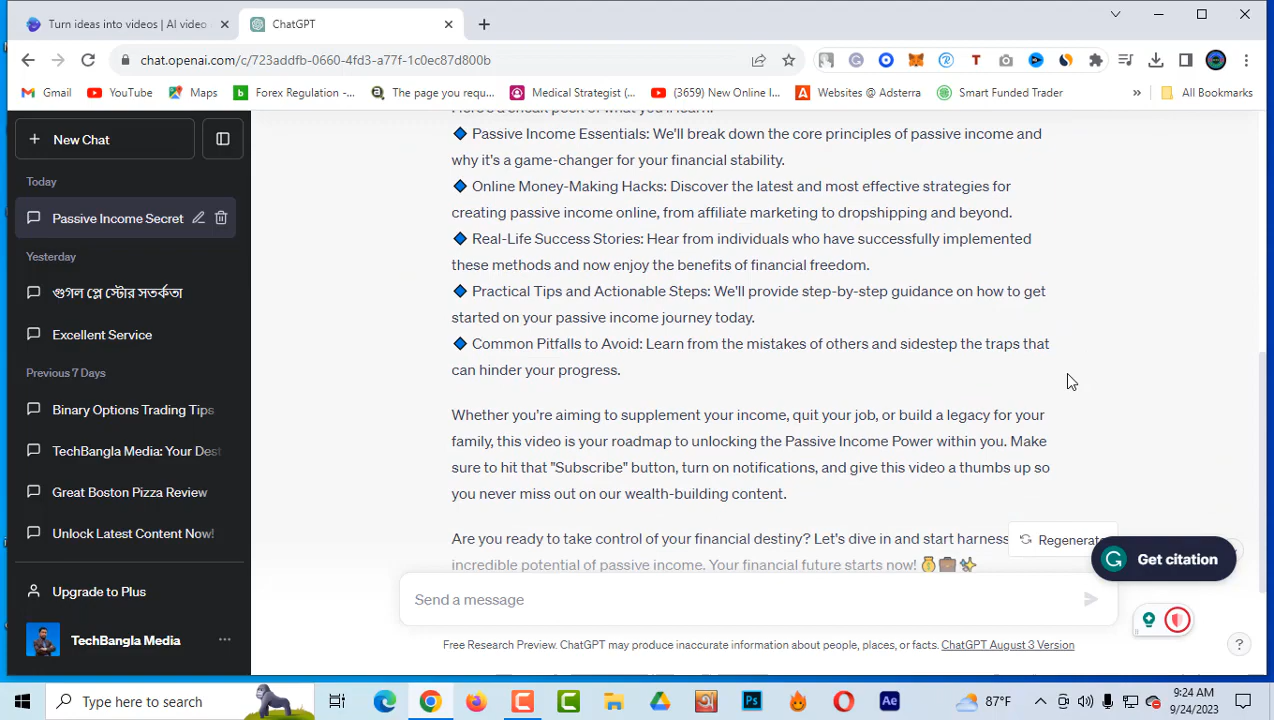 Turn ideas into videos | AI video
ChatGPT
chat.openai.com/c/723addfb-0660-4fd3-a77f-1c0ec87d800b
Gmail
YouTube
Maps
Forex Regulation -...
The page you requ...
Medical Strategist (...
(3659) New Online I...
Websites @ Adsterra
Smart Funded Trader
»
All Bookmarks
New Chat
Today
Passive Income Secret
Yesterday
গুগল প্লে স্টোর সতর্কতা
Excellent Service
Previous 7 Days
Binary Options Trading Tips
TechBangla Media: Your Dest
Great Boston Pizza Review
Unlock Latest Content Now!
Upgrade to Plus
TechBangla Media
Here's a sneak peek of what you'll learn:
Passive Income Essentials: We'll break down the core principles of passive income and
why it's a game-changer for your financial stability.
Online Money-Making Hacks: Discover the latest and most effective strategies for
creating passive income online, from affiliate marketing to dropshipping and beyond.
Real-Life Success Stories: Hear from individuals who have successfully implemented
these methods and now enjoy the benefits of financial freedom.
Practical Tips and Actionable Steps: We'll provide step-by-step guidance on how to get
started on your passive income journey today.
Common Pitfalls to Avoid: Learn from the mistakes of others and sidestep the traps that
can hinder your progress.
Whether you're aiming to supplement your income, quit your job, or build a legacy for your
family, this video is your roadmap to unlocking the Passive Income Power within you. Make
sure to hit that "Subscribe" button, turn on notifications, and give this video a thumbs up so
you never miss out on our wealth-building content.
Are you ready to take control of your financial destiny? Let's dive in and start harness
incredible potential of passive income. Your financial future starts now! 💰💼✨
Regenerate
Get citation
Send a message
Free Research Preview. ChatGPT may produce inaccurate information about people, places, or facts. ChatGPT August 3 Version
?
Type here to search
87°F
9:24 AM
9/24/2023